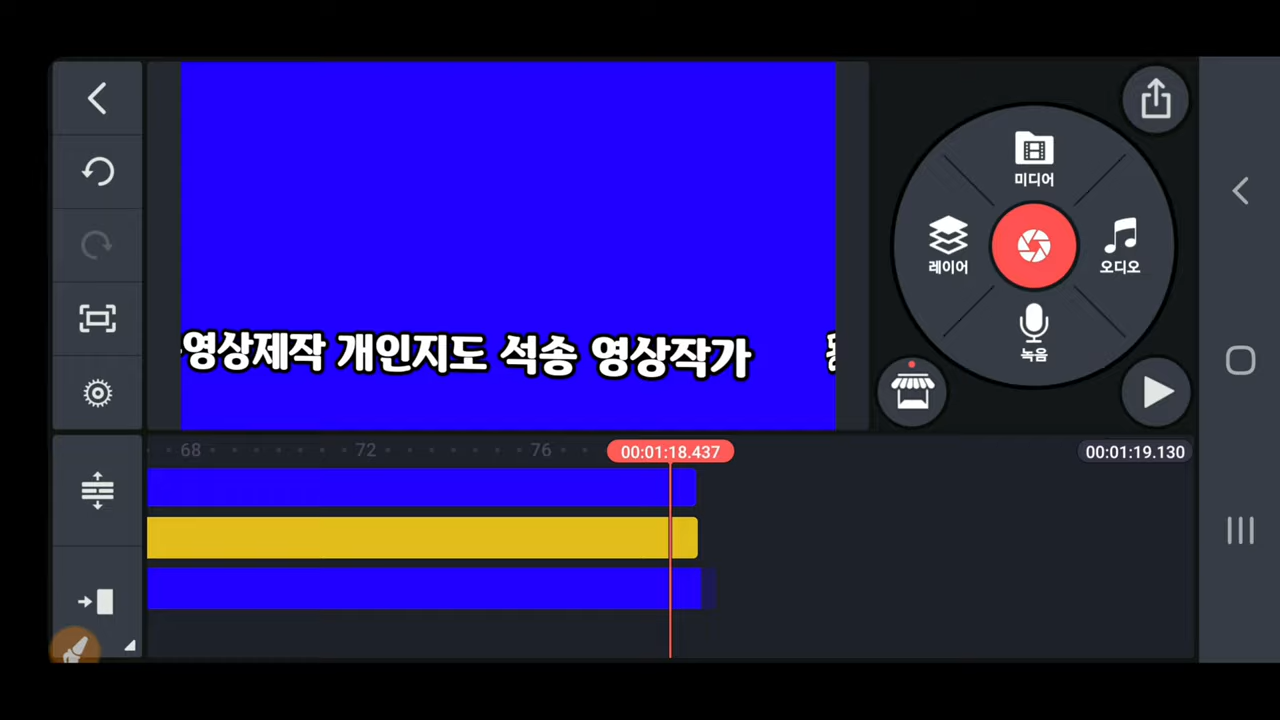 미디어
레이어
오디오
녹음
영상제작 개인지도 석송 영상작가
68 72 76
00:01:18.437
00:01:19.130